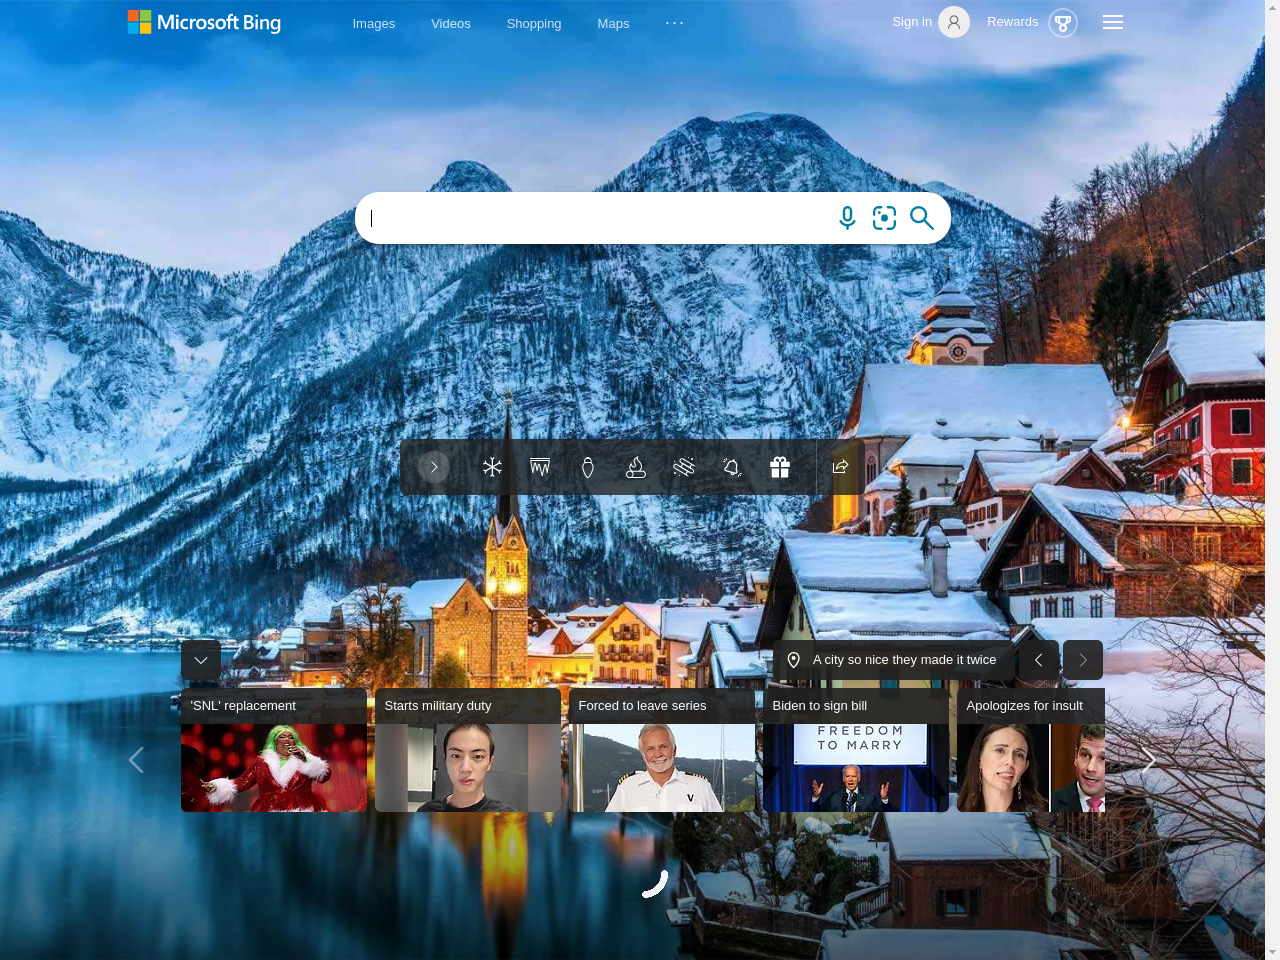 Microsoft Bing
Images
Videos
Shopping
Maps
Sign in
Rewards
A city so nice they made it twice
'SNL' replacement
Starts military duty
Forced to leave series
Biden to sign bill
Apologizes for insult
FREEDOM
TO MARRY